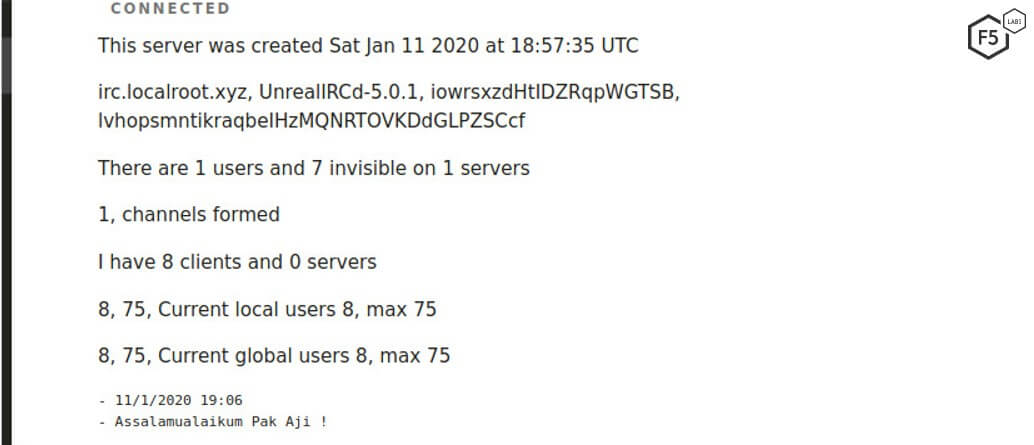 CONNECTED
This server was created Sat Jan 11 2020 at 18:57:35 UTC
irc.localroot.xyz, UnrealIRCd-5.0.1, iowrsxzdHtIDZRqpWGTSB,
lvhopsmntikraqbeIHzMQNRTOVKDdGLPZSCcf
There are 1 users and 7 invisible on 1 servers
1, channels formed
I have 8 clients and 0 servers
8, 75, Current local users 8, max 75
8, 75, Current global users 8, max 75
- 11/1/2020 19:06
- Assalamualaikum Pak Aji !
F5
LABS